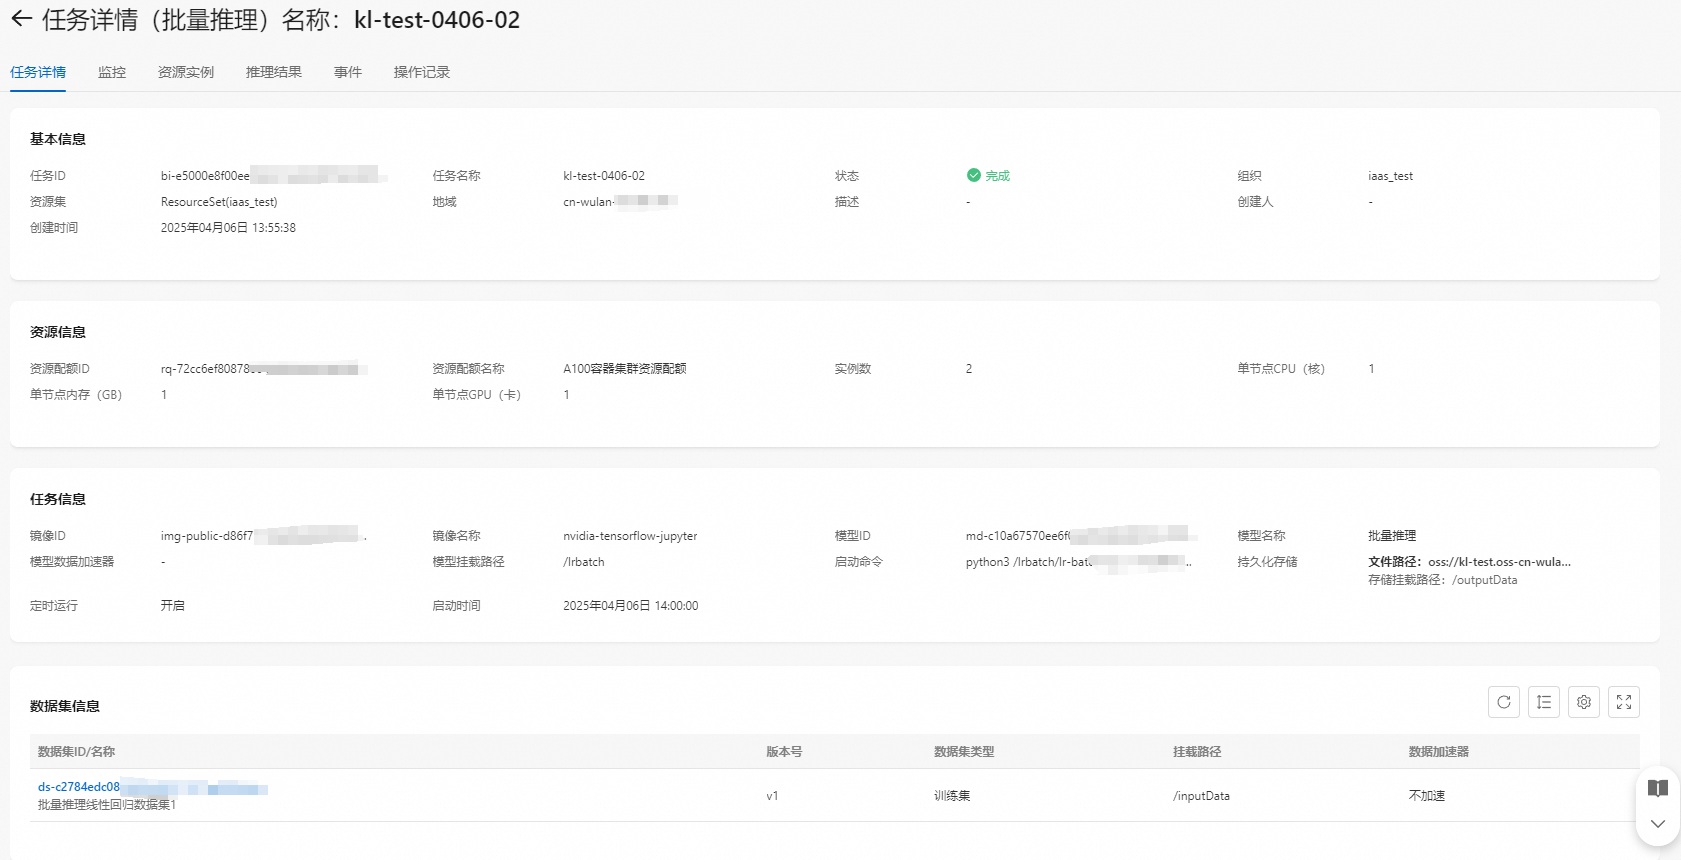 任务详情（批量推理）名称：kl-test-0406-02
任务详情 监控 资源实例 推理结果 事件 操作记录
基本信息
任务ID bi-e5000e8f00ee 任务名称 kl-test-0406-02 状态 完成 组织 iaas_test
资源集 ResourceSet(iaas_test) 地域 cn-wulan- 描述 - 创建人 -
创建时间 2025年04月06日 13:55:38
资源信息
资源配额ID rq-72cc6ef80878 资源配额名称 A100容器集群资源配额 实例数 2 单节点CPU（核） 1
单节点内存（GB） 1 单节点GPU（卡） 1
任务信息
镜像ID img-public-d86f7 镜像名称 nvidia-tensorflow-jupyter 模型ID md-c10a67570ee6f 模型名称 批量推理
模型数据加速器 - 模型挂载路径 /lrbatch 启动命令 python3 /lrbatch/lr-bat ... 持久化存储 文件路径：oss://kl-test.oss-cn-wula...
存储挂载路径：/outputData
定时运行 开启 启动时间 2025年04月06日 14:00:00
数据集信息
数据集ID/名称 版本号 数据集类型 挂载路径 数据加速器
ds-c2784edc08
批量推理线性回归数据集1 v1 训练集 /inputData 不加速